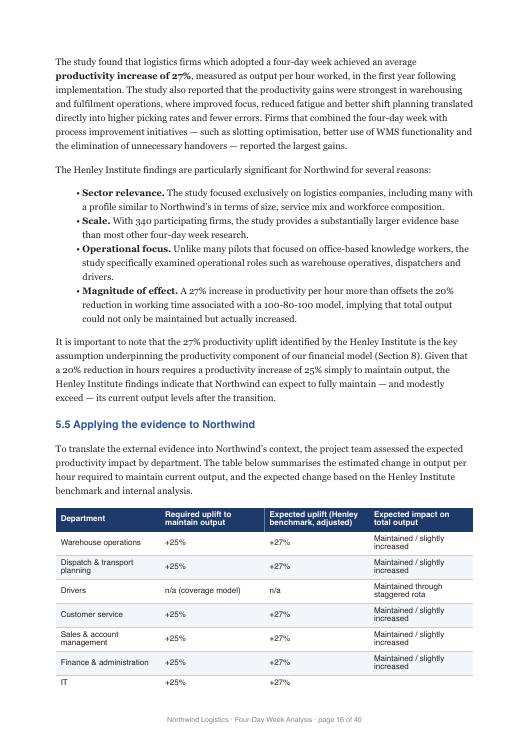 The study found that logistics firms which adopted a four-day week achieved an average
productivity increase of 27%, measured as output per hour worked, in the first year following
implementation. The study also reported that the productivity gains were strongest in warehousing
and fulfilment operations, where improved focus, reduced fatigue and better shift planning translated
directly into higher picking rates and fewer errors. Firms that combined the four-day week with
process improvement initiatives — such as slotting optimisation, better use of WMS functionality and
the elimination of unnecessary handovers — reported the largest gains.
The Henley Institute findings are particularly significant for Northwind for several reasons:
• Sector relevance. The study focused exclusively on logistics companies, including many with
a profile similar to Northwind's in terms of size, service mix and workforce composition.
• Scale. With 340 participating firms, the study provides a substantially larger evidence base
than most other four-day week research.
• Operational focus. Unlike many pilots that focused on office-based knowledge workers, the
study specifically examined operational roles such as warehouse operatives, dispatchers and
drivers.
• Magnitude of effect. A 27% increase in productivity per hour more than offsets the 20%
reduction in working time associated with a 100-80-100 model, implying that total output
could not only be maintained but actually increased.
It is important to note that the 27% productivity uplift identified by the Henley Institute is the key
assumption underpinning the productivity component of our financial model (Section 8). Given that
a 20% reduction in hours requires a productivity increase of 25% simply to maintain output, the
Henley Institute findings indicate that Northwind can expect to fully maintain — and modestly
exceed — its current output levels after the transition.
5.5 Applying the evidence to Northwind
To translate the external evidence into Northwind's context, the project team assessed the expected
productivity impact by department. The table below summarises the estimated change in output per
hour required to maintain current output, and the expected change based on the Henley Institute
benchmark and internal analysis.
Department
Required uplift to
maintain output
Expected uplift (Henley
benchmark, adjusted)
Expected impact on
total output
Warehouse operations
+25%
+27%
Maintained / slightly
increased
Dispatch & transport
planning
+25%
+27%
Maintained / slightly
increased
Drivers
n/a (coverage model)
n/a
Maintained through
staggered rota
Customer service
+25%
+27%
Maintained / slightly
increased
Sales & account
management
+25%
+27%
Maintained / slightly
increased
Finance & administration
+25%
+27%
Maintained / slightly
increased
IT
+25%
+27%
Northwind Logistics · Four-Day Week Analysis · page 16 of 40